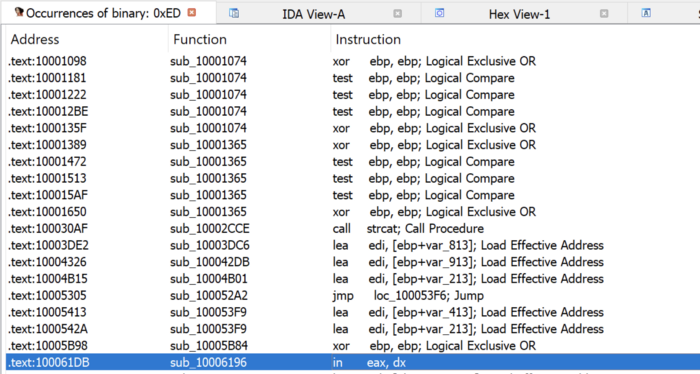 Occurrences of binary: 0xED IDA View-A Hex View-1
Address Function Instruction
.text:10001098 sub_10001074 xor ebp, ebp; Logical Exclusive OR
.text:10001181 sub_10001074 test ebp, ebp; Logical Compare
.text:10001222 sub_10001074 test ebp, ebp; Logical Compare
.text:100012BE sub_10001074 test ebp, ebp; Logical Compare
.text:1000135F sub_10001074 xor ebp, ebp; Logical Exclusive OR
.text:10001389 sub_10001365 xor ebp, ebp; Logical Exclusive OR
.text:10001472 sub_10001365 test ebp, ebp; Logical Compare
.text:10001513 sub_10001365 test ebp, ebp; Logical Compare
.text:100015AF sub_10001365 test ebp, ebp; Logical Compare
.text:10001650 sub_10001365 xor ebp, ebp; Logical Exclusive OR
.text:100030AF sub_10002CCE call strcat; Call Procedure
.text:10003DE2 sub_10003DC6 lea edi, [ebp+var_813]; Load Effective Address
.text:10004326 sub_100042DB lea edi, [ebp+var_913]; Load Effective Address
.text:10004B15 sub_10004B01 lea edi, [ebp+var_213]; Load Effective Address
.text:10005305 sub_100052A2 jmp loc_100053F6; Jump
.text:10005413 sub_100053F9 lea edi, [ebp+var_413]; Load Effective Address
.text:1000542A sub_100053F9 lea edi, [ebp+var_213]; Load Effective Address
.text:10005B98 sub_10005B84 xor ebp, ebp; Logical Exclusive OR
.text:100061DB sub_10006196 in eax, dx